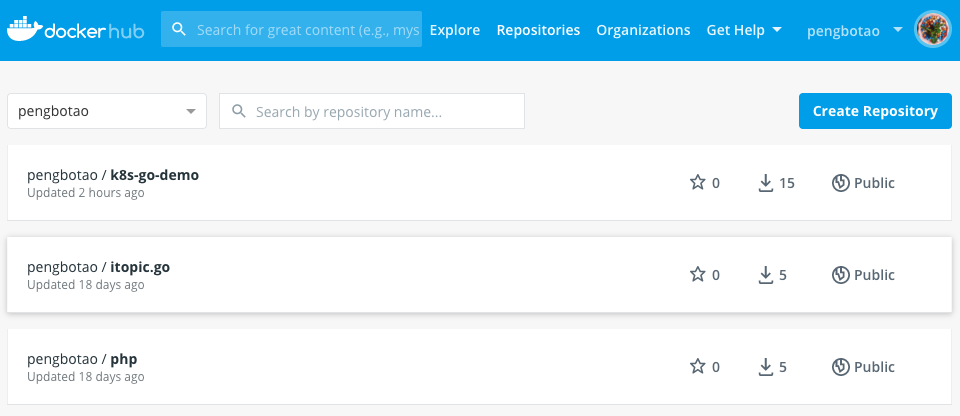 docker hub
Search for great content (e.g., mys
Explore
Repositories
Organizations
Get Help
pengbotao
pengbotao
Search by repository name...
Create Repository
pengbotao / k8s-go-demo
Updated 2 hours ago
0
15
Public
pengbotao / itopic.go
Updated 18 days ago
0
5
Public
pengbotao / php
Updated 18 days ago
0
5
Public